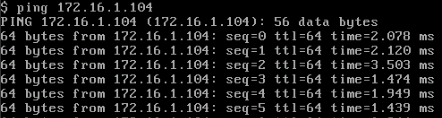 $ ping 172.16.1.104
PING 172.16.1.104 (172.16.1.104): 56 data bytes
64 bytes from 172.16.1.104: seq=0 ttl=64 time=2.078 ms
64 bytes from 172.16.1.104: seq=1 ttl=64 time=2.120 ms
64 bytes from 172.16.1.104: seq=2 ttl=64 time=3.503 ms
64 bytes from 172.16.1.104: seq=3 ttl=64 time=1.474 ms
64 bytes from 172.16.1.104: seq=4 ttl=64 time=1.949 ms
64 bytes from 172.16.1.104: seq=5 ttl=64 time=1.439 ms